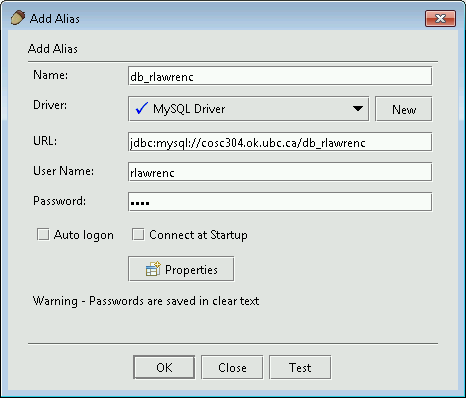 Add Alias
Add Alias
Name: db_rlawrenc
Driver: MySQL Driver New
URL: jdbc:mysql://cosc304.ok.ubc.ca/db_rlawrenc
User Name: rlawrenc
Password: ••••
Auto logon Connect at Startup
Properties
Warning - Passwords are saved in clear text
OK Close Test